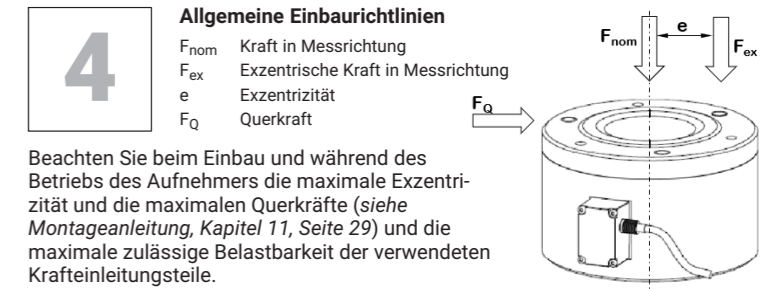 4
Allgemeine Einbaurichtlinien
Fnom Kraft in Messrichtung
Fex Exzentrische Kraft in Messrichtung
e Exzentrizität
FQ Querkraft
Beachten Sie beim Einbau und während des
Betriebs des Aufnehmers die maximale Exzentri-
zität und die maximalen Querkräfte (siehe
Montageanleitung, Kapitel 11, Seite 29) und die
maximale zulässige Belastbarkeit der verwendeten
Krafteinleitungsteile.
Fnom
e
Fex
FQ